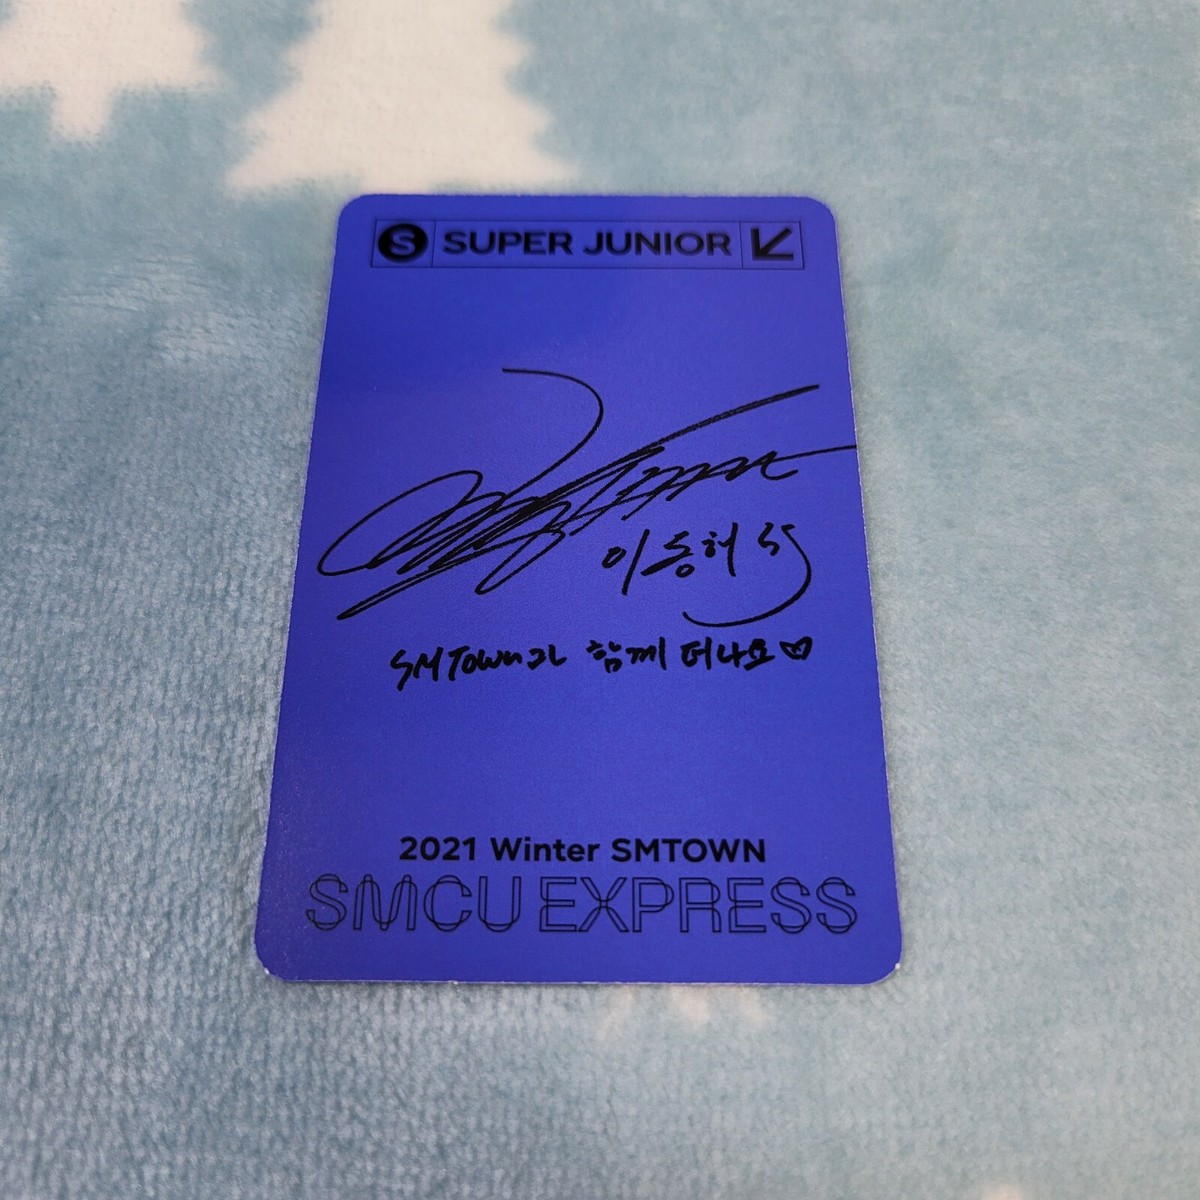 S SUPER JUNIOR ↙
이동해 SJ
SMTOWN과 함께 떠나요♡
2021 Winter SMTOWN
SMCU EXPRESS